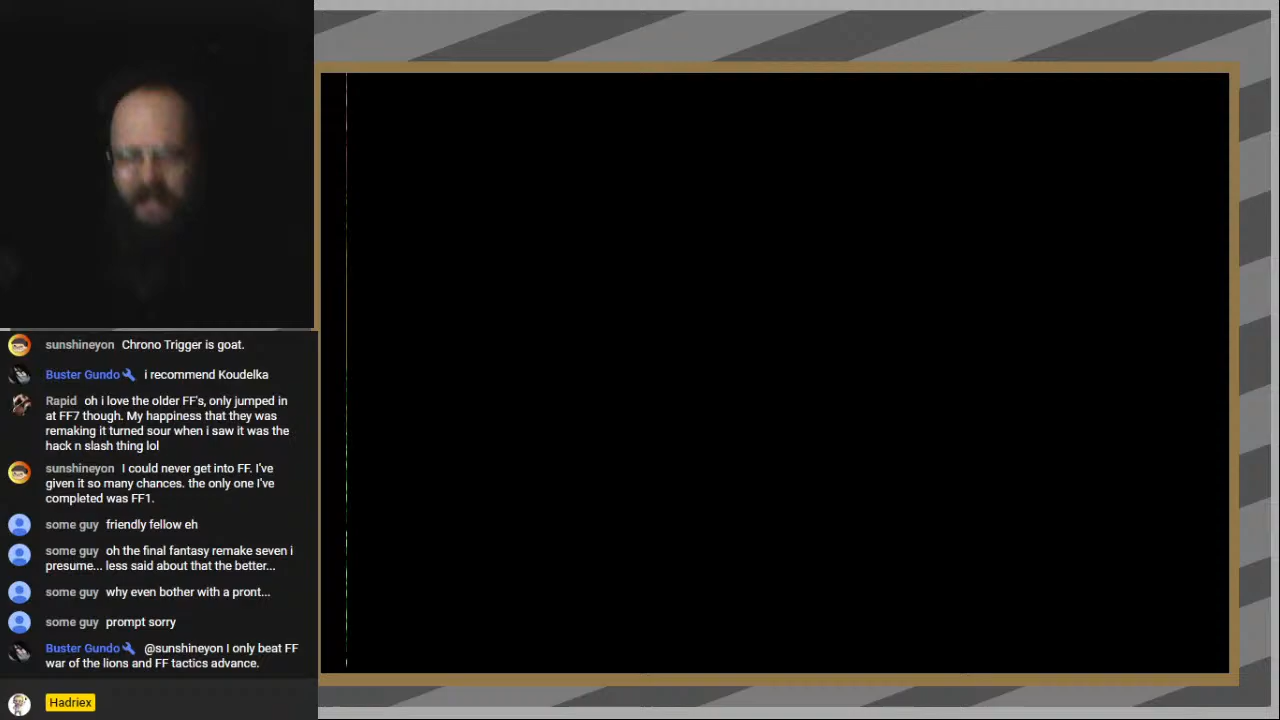 sunshineyon Chrono Trigger is goat.
Buster Gundo i recommend Koudelka
Rapid oh i love the older FF's, only jumped in
at FF7 though. My happiness that they was
remaking it turned sour when i saw it was the
hack n slash thing lol
sunshineyon I could never get into FF. I've
given it so many chances. the only one I've
completed was FF1.
some guy friendly fellow eh
some guy oh the final fantasy remake seven i
presume... less said about that the better...
some guy why even bother with a pront...
some guy prompt sorry
Buster Gundo @sunshineyon I only beat FF
war of the lions and FF tactics advance.
Hadriex